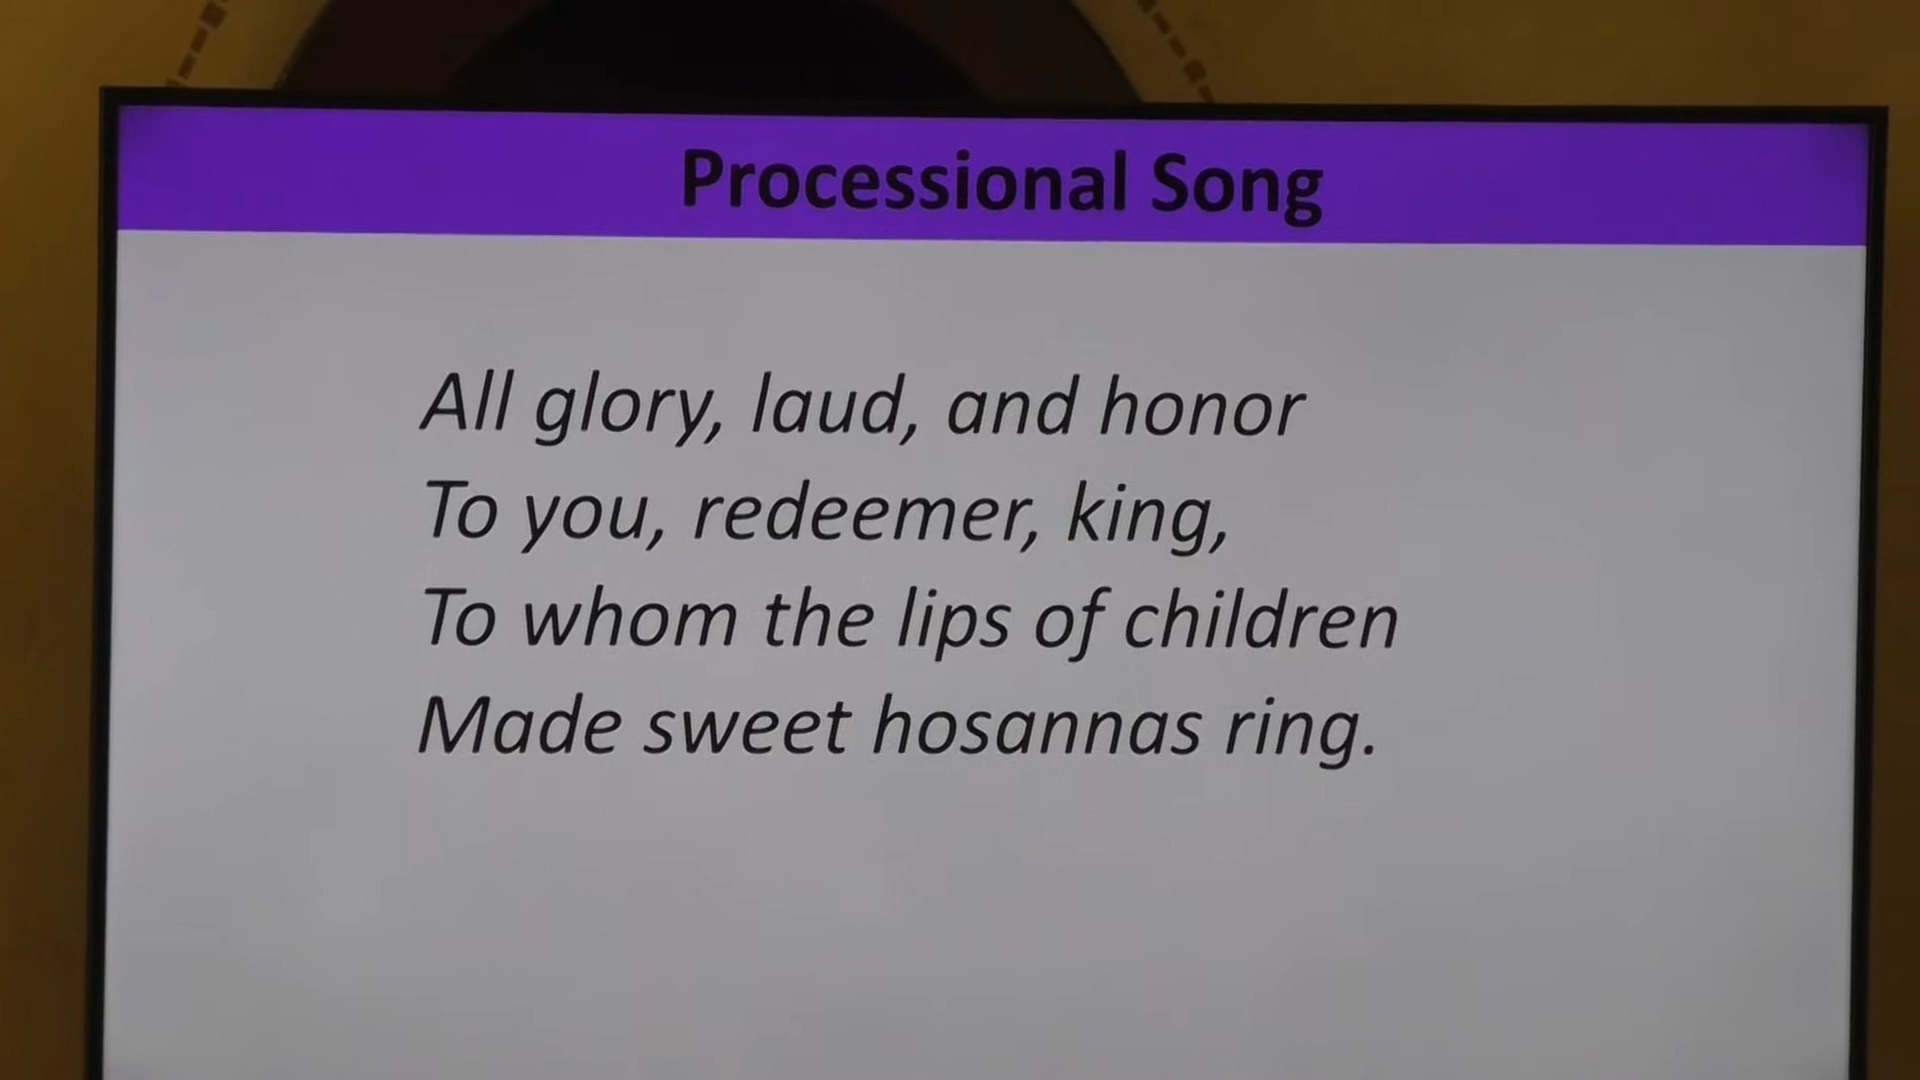 Processional Song
All glory, laud, and honor
To you, redeemer, king,
To whom the lips of children
Made sweet hosannas ring.